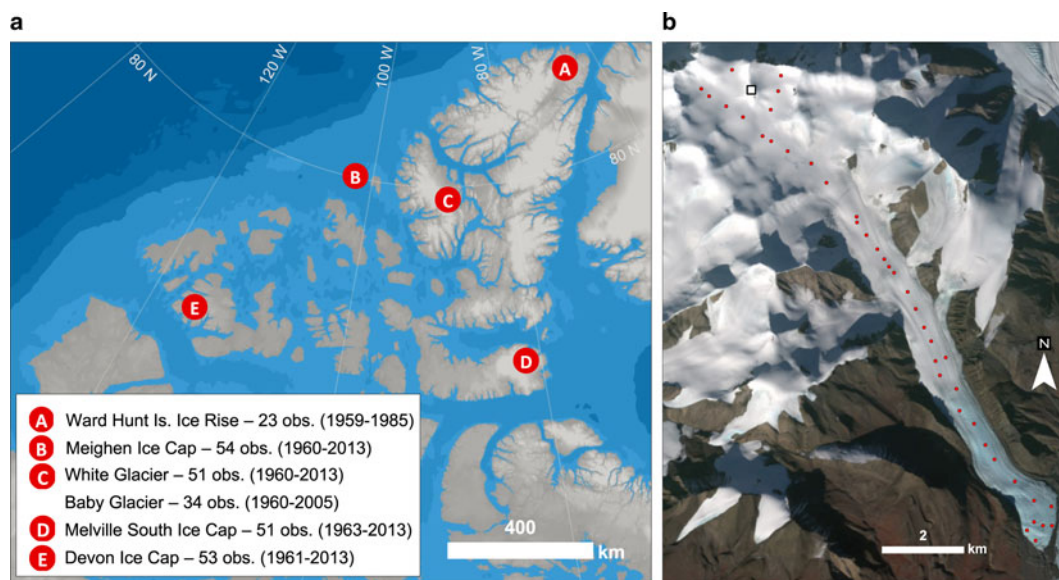 a
80 N
120 W
100 W
80 W
A
80 N
B
C
E
D
A Ward Hunt Is. Ice Rise – 23 obs. (1959-1985)
B Meighen Ice Cap – 54 obs. (1960-2013)
C White Glacier – 51 obs. (1960-2013)
Baby Glacier – 34 obs. (1960-2005)
D Melville South Ice Cap – 51 obs. (1963-2013)
E Devon Ice Cap – 53 obs. (1961-2013)
400
km
b
N
2
km